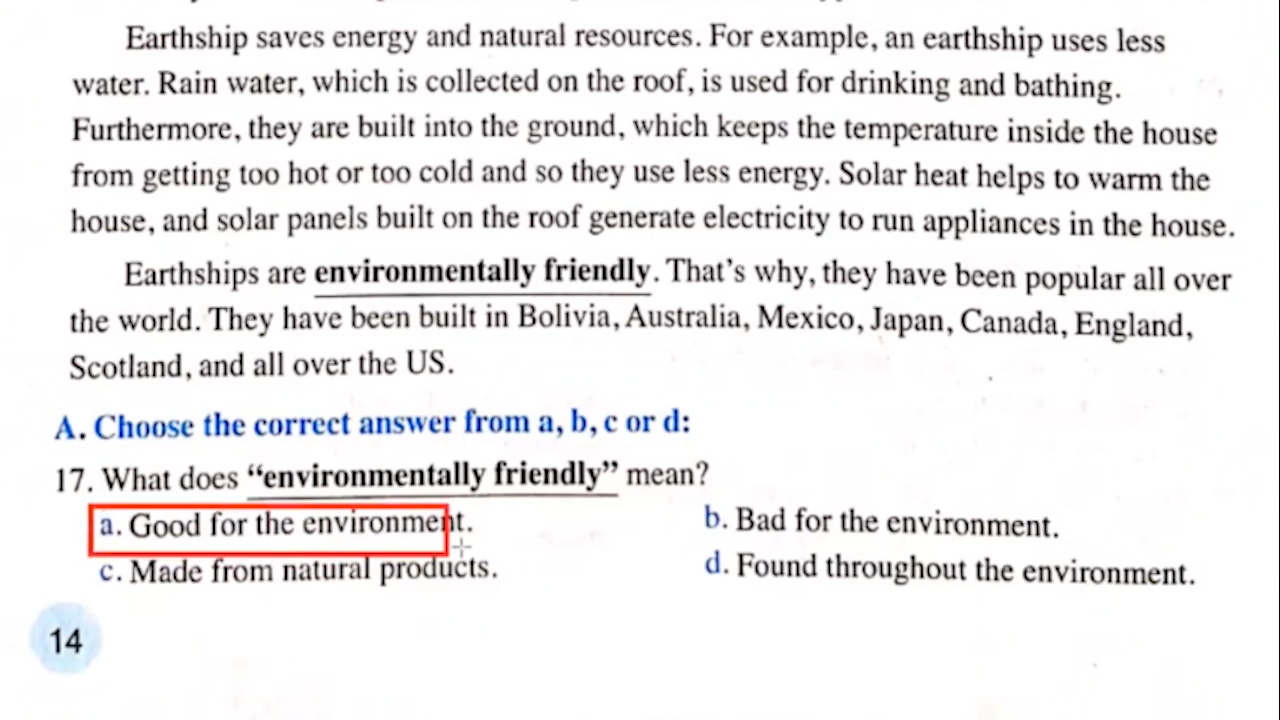 Earthship saves energy and natural resources. For example, an earthship uses less
water. Rain water, which is collected on the roof, is used for drinking and bathing.
Furthermore, they are built into the ground, which keeps the temperature inside the house
from getting too hot or too cold and so they use less energy. Solar heat helps to warm the
house, and solar panels built on the roof generate electricity to run appliances in the house.
Earthships are environmentally friendly. That's why, they have been popular all over
the world. They have been built in Bolivia, Australia, Mexico, Japan, Canada, England,
Scotland, and all over the US.
A. Choose the correct answer from a, b, c or d:
17. What does “environmentally friendly” mean?
a. Good for the environment. b. Bad for the environment.
c. Made from natural products. d. Found throughout the environment.
14